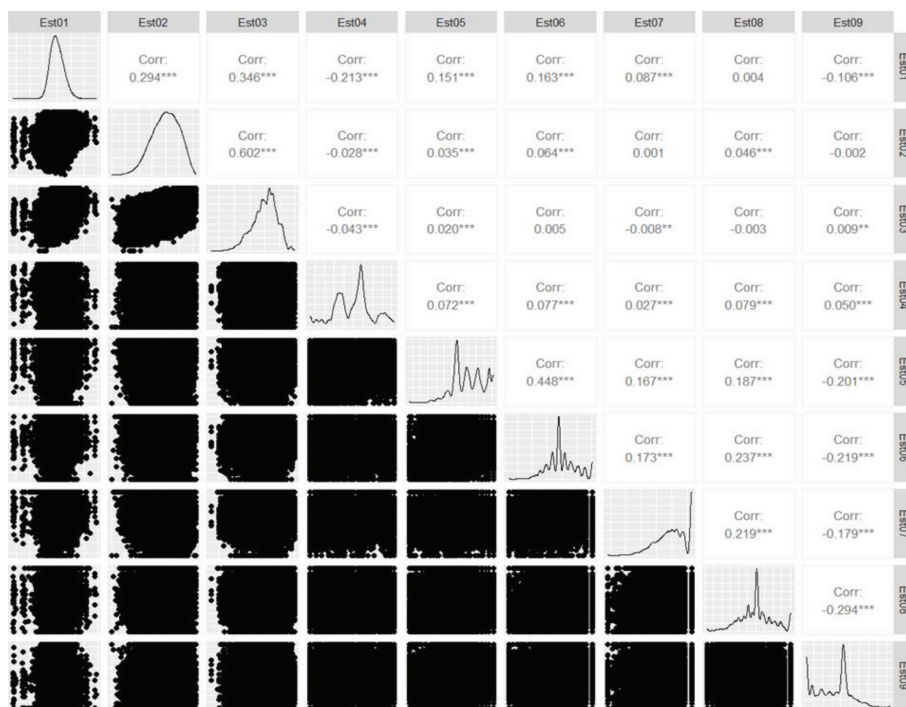 Est01 Est02 Est03 Est04 Est05 Est06 Est07 Est08 Est09
Corr: Corr: Corr: Corr: Corr: Corr: Corr: Corr:
0.294*** 0.346*** -0.213*** 0.151*** 0.163*** 0.087*** 0.004 -0.106***
Est01
Corr: Corr: Corr: Corr: Corr: Corr: Corr:
0.602*** -0.028*** 0.035*** 0.064*** 0.001 0.046*** -0.002
Est02
Corr: Corr: Corr: Corr: Corr: Corr:
-0.043*** 0.020*** 0.005 -0.008** -0.003 0.009**
Est03
Corr: Corr: Corr: Corr: Corr:
0.072*** 0.077*** 0.027*** 0.079*** 0.050***
Est04
Corr: Corr: Corr: Corr:
0.448*** 0.167*** 0.187*** -0.201***
Est05
Corr: Corr: Corr:
0.173*** 0.237*** -0.219***
Est06
Corr: Corr:
0.219*** -0.179***
Est07
Corr:
-0.294***
Est08
Est09